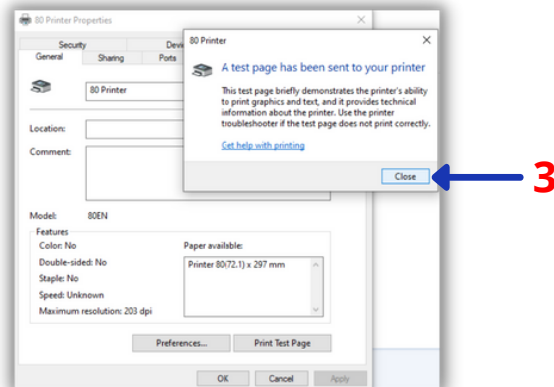 80 Printer Properties
Security
Devi
General
Sharing
Ports
80 Printer
Location:
Comment:
Model: 80EN
Features
Color: No
Double-sided: No
Staple: No
Speed: Unknown
Maximum resolution: 203 dpi
Paper available:
Printer 80(72.1) x 297 mm
Preferences...
Print Test Page
OK
Cancel
Apply
80 Printer
A test page has been sent to your printer
This test page briefly demonstrates the printer's ability
to print graphics and text, and it provides technical
information about the printer. Use the printer
troubleshooter if the test page does not print correctly.
Get help with printing
Close
3